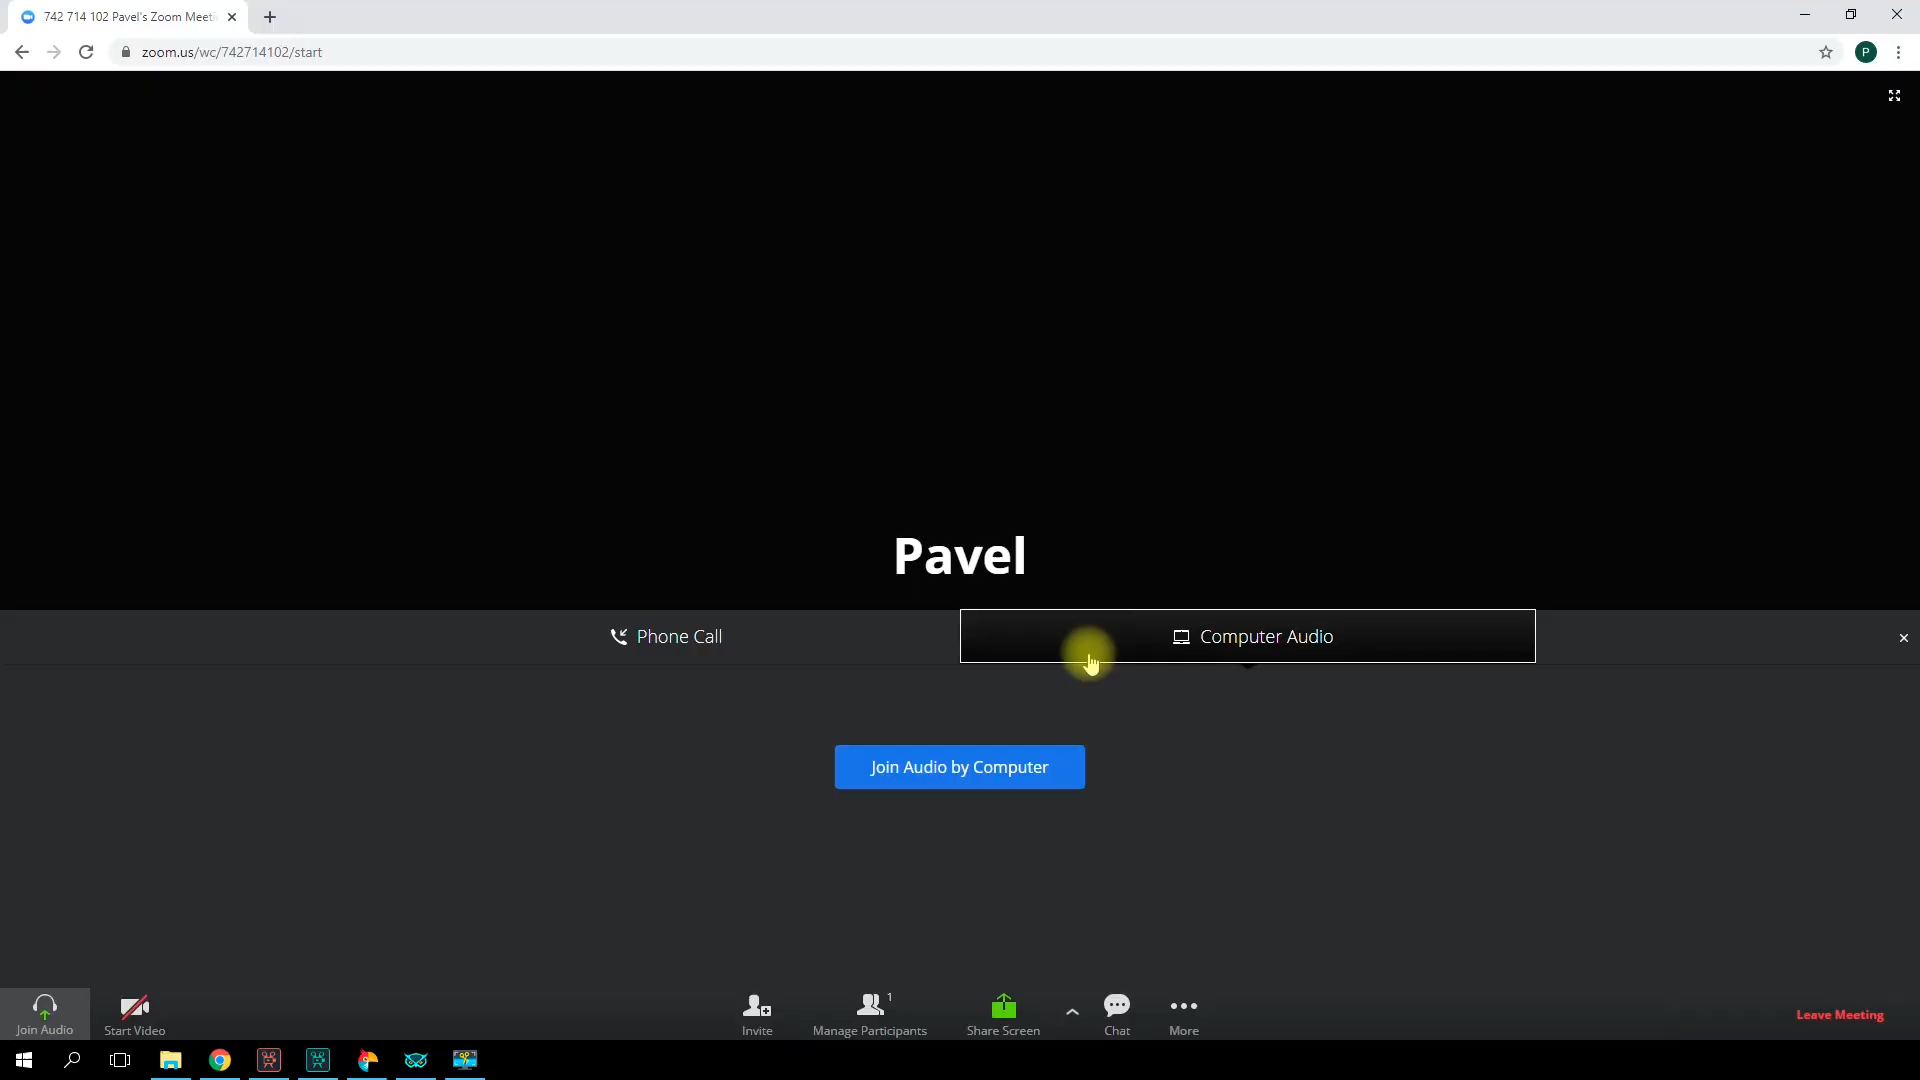 742 714 102 Pavel's Zoom Meeti
zoom.us/wc/742714102/start
P
Pavel
Phone Call
Computer Audio
Join Audio by Computer
Join Audio
Start Video
Invite
1
Manage Participants
Share Screen
Chat
More
Leave Meeting